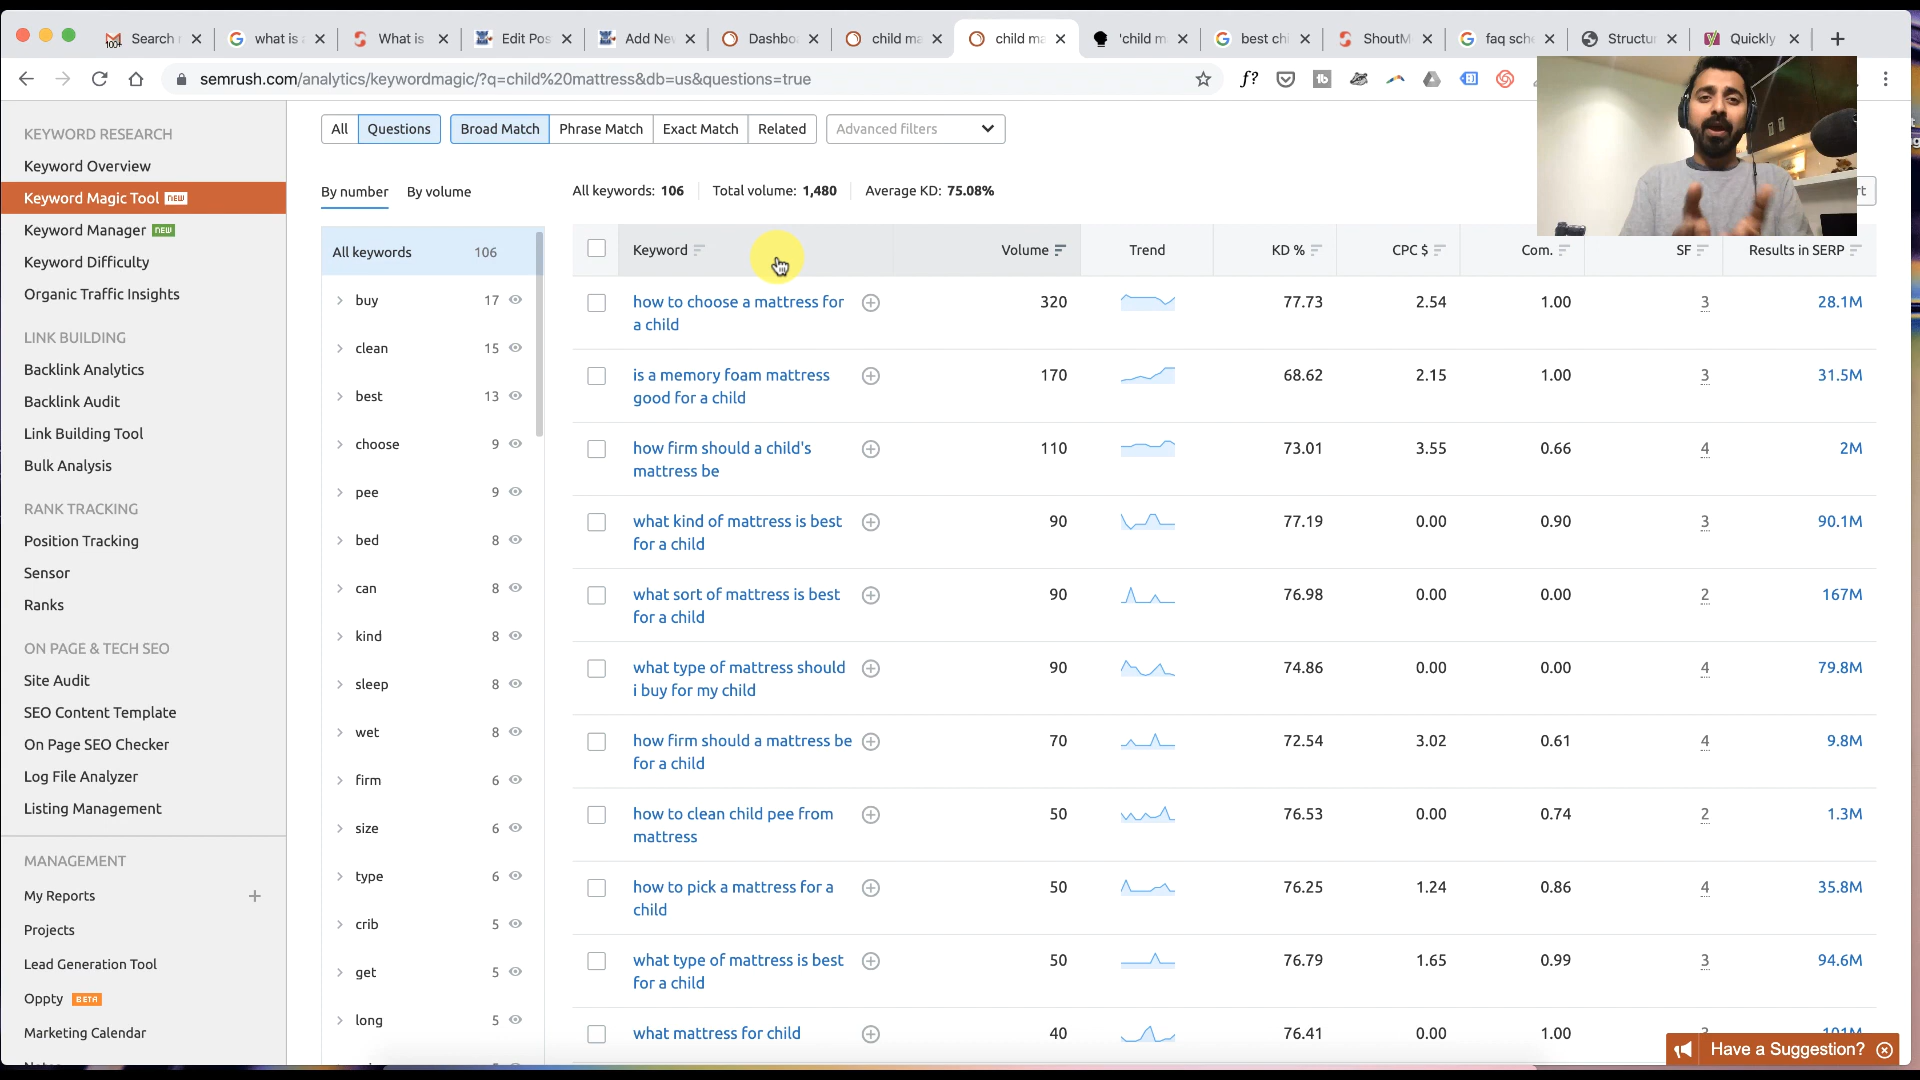 Search
what is
What is
Edit Pos
Add Nev
Dashbo
child ma
child ma
'child m
best chi
ShoutM
faq sche
Structur
Quickly
semrush.com/analytics/keywordmagic/?q=child%20mattress&db=us&questions=true
f?
KEYWORD RESEARCH
Keyword Overview
Keyword Magic Tool NEW
Keyword Manager NEW
Keyword Difficulty
Organic Traffic Insights
LINK BUILDING
Backlink Analytics
Backlink Audit
Link Building Tool
Bulk Analysis
RANK TRACKING
Position Tracking
Sensor
Ranks
ON PAGE & TECH SEO
Site Audit
SEO Content Template
On Page SEO Checker
Log File Analyzer
Listing Management
MANAGEMENT
My Reports +
Projects
Lead Generation Tool
Oppty BETA
Marketing Calendar
All Questions Broad Match Phrase Match Exact Match Related Advanced filters
By number By volume
All keywords: 106 Total volume: 1,480 Average KD: 75.08%
All keywords 106
buy 17
clean 15
best 13
choose 9
pee 9
bed 8
can 8
kind 8
sleep 8
wet 8
firm 6
size 6
type 6
crib 5
get 5
long 5
Keyword Volume Trend KD % CPC $ Com. SF Results in SERP
how to choose a mattress for 320 77.73 2.54 1.00 3 28.1M
a child
is a memory foam mattress 170 68.62 2.15 1.00 3 31.5M
good for a child
how firm should a child's 110 73.01 3.55 0.66 4 2M
mattress be
what kind of mattress is best 90 77.19 0.00 0.90 3 90.1M
for a child
what sort of mattress is best 90 76.98 0.00 0.00 2 167M
for a child
what type of mattress should 90 74.86 0.00 0.00 4 79.8M
i buy for my child
how firm should a mattress be 70 72.54 3.02 0.61 4 9.8M
for a child
how to clean child pee from 50 76.53 0.00 0.74 2 1.3M
mattress
how to pick a mattress for a 50 76.25 1.24 0.86 4 35.8M
child
what type of mattress is best 50 76.79 1.65 0.99 3 94.6M
for a child
what mattress for child 40 76.41 0.00 1.00
Have a Suggestion?